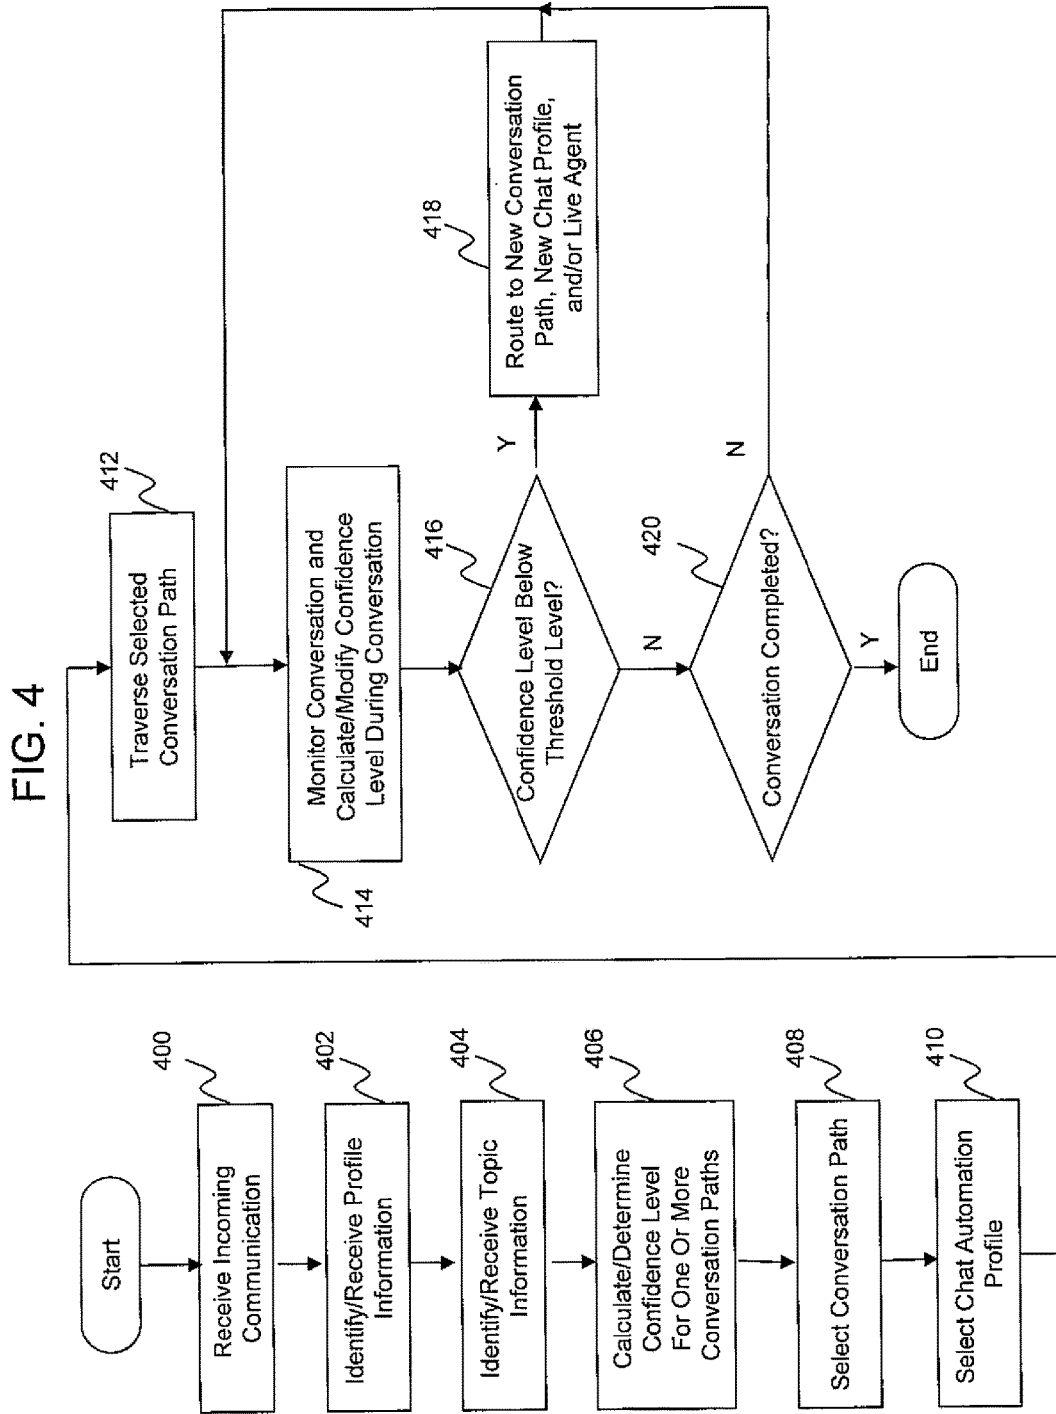 FIG. 4
Start
400
Receive Incoming
Communication
402
Identify/Receive Profile
Information
404
Identify/Receive Topic
Information
406
Calculate/Determine
Confidence Level
For One Or More
Conversation Paths
408
Select Conversation Path
410
Select Chat Automation
Profile
412
Traverse Selected
Conversation Path
414
Monitor Conversation and
Calculate/Modify Confidence
Level During Conversation
416
Confidence Level Below
Threshold Level?
Y
N
418
Route to New Conversation
Path, New Chat Profile,
and/or Live Agent
420
Conversation Completed?
N
Y
End